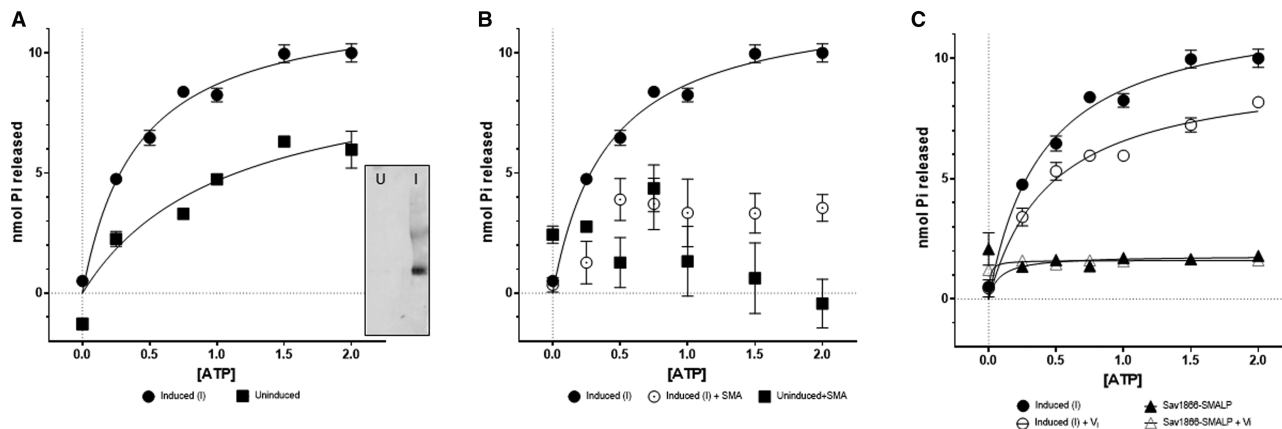 A
nmol Pi released
10
5
0
0.0 0.5 1.0 1.5 2.0
[ATP]
U I
Induced (I) Uninduced
B
nmol Pi released
10
5
0
0.0 0.5 1.0 1.5 2.0
[ATP]
Induced (I) Induced (I) + SMA Uninduced+SMA
C
nmol Pi released
10
5
0
0.0 0.5 1.0 1.5 2.0
[ATP]
Induced (I) Sav1866-SMALP
Induced (I) + Vi Sav1866-SMALP + Vi